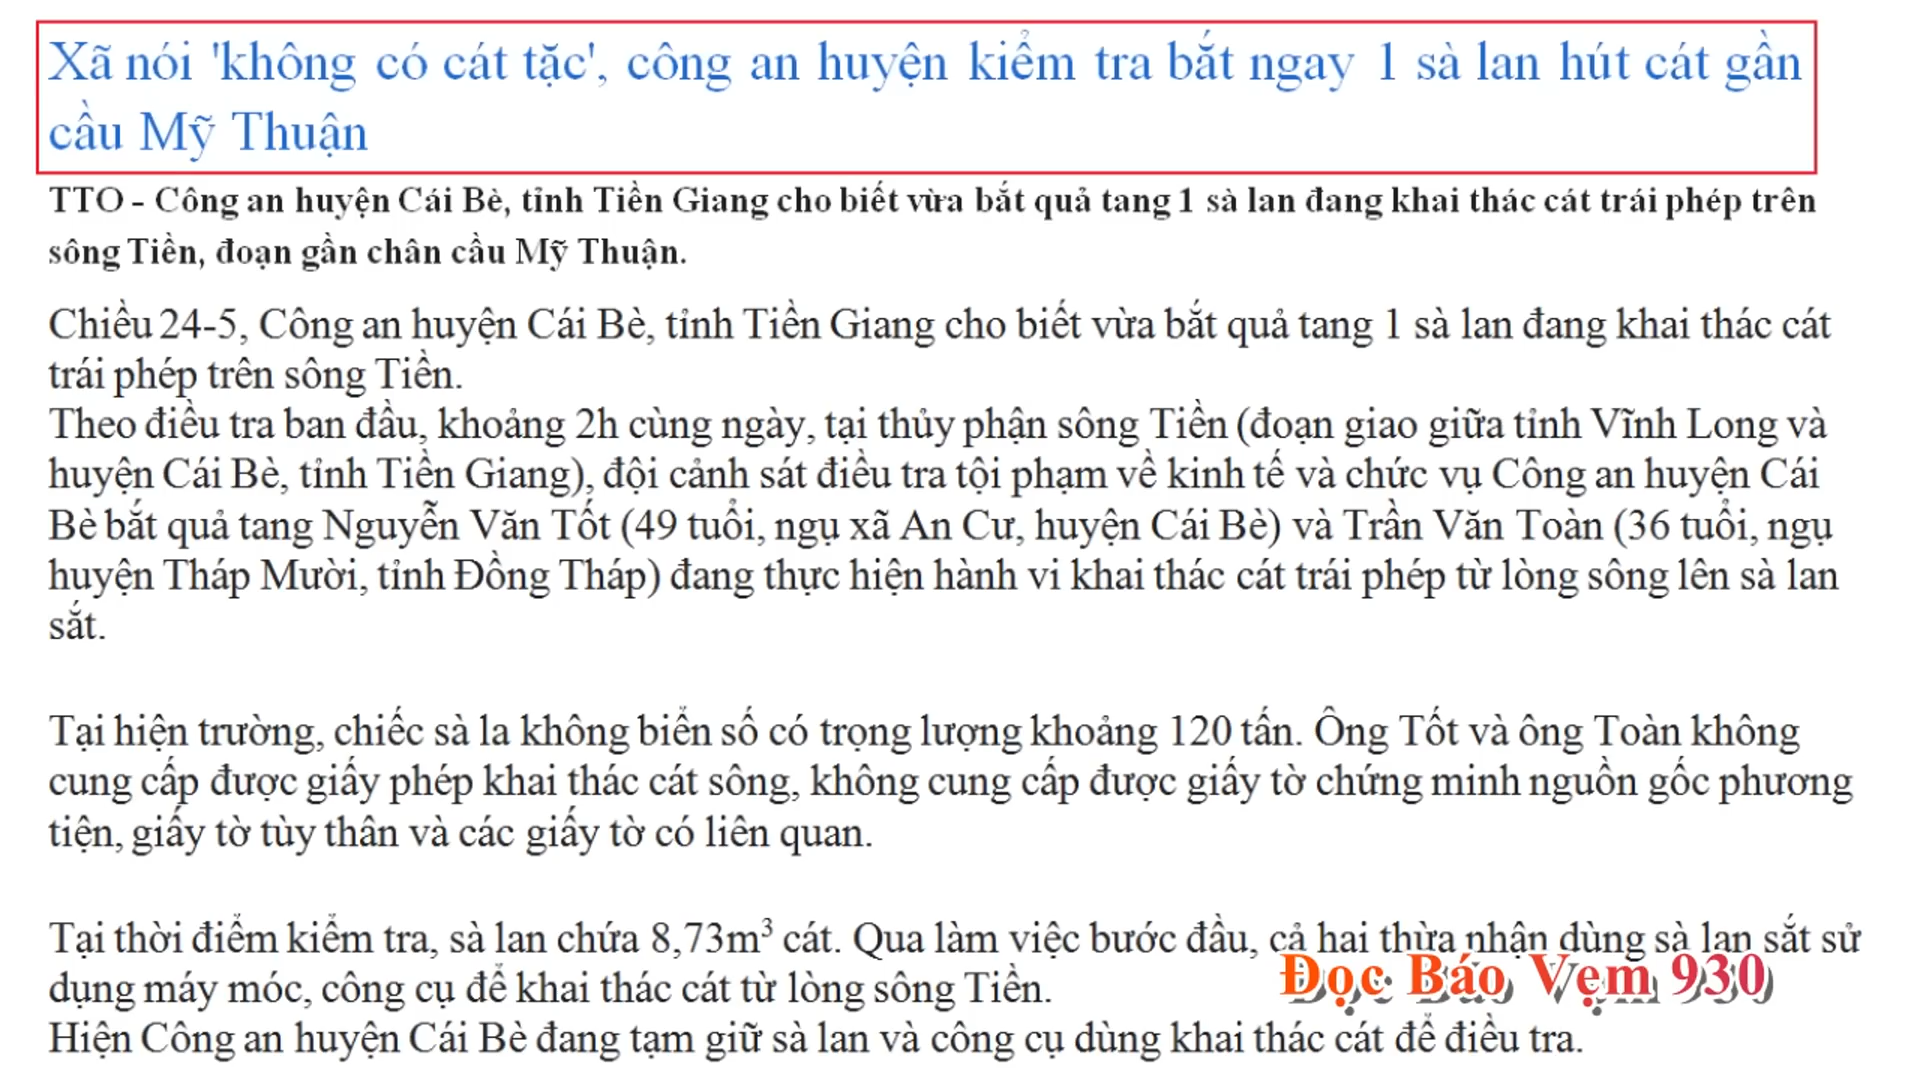 Xã nói 'không có cát tặc', công an huyện kiểm tra bắt ngay 1 sà lan hút cát gần
cầu Mỹ Thuận
TTO - Công an huyện Cái Bè, tỉnh Tiền Giang cho biết vừa bắt quả tang 1 sà lan đang khai thác cát trái phép trên
sông Tiền, đoạn gần chân cầu Mỹ Thuận.
Chiều 24-5, Công an huyện Cái Bè, tỉnh Tiền Giang cho biết vừa bắt quả tang 1 sà lan đang khai thác cát
trái phép trên sông Tiền.
Theo điều tra ban đầu, khoảng 2h cùng ngày, tại thủy phận sông Tiền (đoạn giao giữa tỉnh Vĩnh Long và
huyện Cái Bè, tỉnh Tiền Giang), đội cảnh sát điều tra tội phạm về kinh tế và chức vụ Công an huyện Cái
Bè bắt quả tang Nguyễn Văn Tốt (49 tuổi, ngụ xã An Cư, huyện Cái Bè) và Trần Văn Toàn (36 tuổi, ngụ
huyện Tháp Mười, tỉnh Đồng Tháp) đang thực hiện hành vi khai thác cát trái phép từ lòng sông lên sà lan
sắt.
Tại hiện trường, chiếc sà la không biển số có trọng lượng khoảng 120 tấn. Ông Tốt và ông Toàn không
cung cấp được giấy phép khai thác cát sông, không cung cấp được giấy tờ chứng minh nguồn gốc phương
tiện, giấy tờ tùy thân và các giấy tờ có liên quan.
Tại thời điểm kiểm tra, sà lan chứa 8,73m³ cát. Qua làm việc bước đầu, cả hai thừa nhận dùng sà lan sắt sử
dụng máy móc, công cụ để khai thác cát từ lòng sông Tiền.
Đọc Báo Vẹm 930
Hiện Công an huyện Cái Bè đang tạm giữ sà lan và công cụ dùng khai thác cát để điều tra.